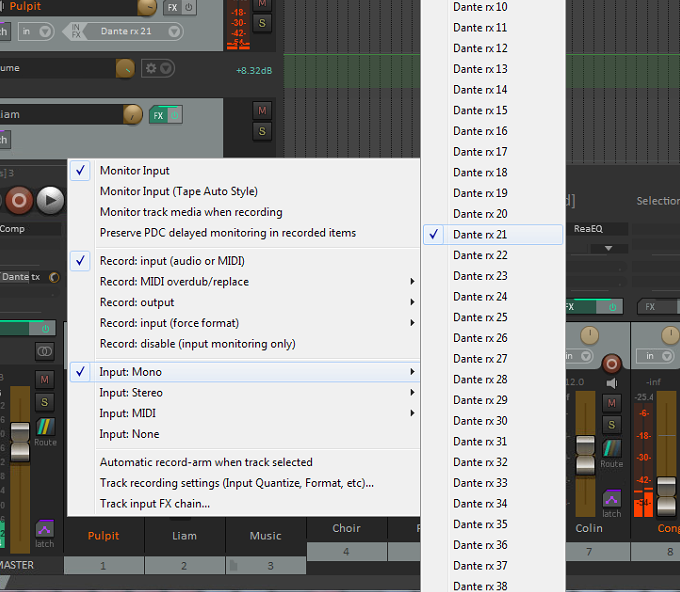 Pulpit
FX
M
S
-18-
-30-
-42-
-54-
in
IN
FX
Dante rx 21
ume
+8.32dB
iam
FX
M
S
Monitor Input
Monitor Input (Tape Auto Style)
Monitor track media when recording
Preserve PDC delayed monitoring in recorded items
Record: input (audio or MIDI)
Record: MIDI overdub/replace
Record: output
Record: input (force format)
Record: disable (input monitoring only)
Input: Mono
Input: Stereo
Input: MIDI
Input: None
Automatic record-arm when track selected
Track recording settings (Input Quantize, Format, etc)...
Track input FX chain...
Dante rx 10
Dante rx 11
Dante rx 12
Dante rx 13
Dante rx 14
Dante rx 15
Dante rx 16
Dante rx 17
Dante rx 18
Dante rx 19
Dante rx 20
Dante rx 21
Dante rx 22
Dante rx 23
Dante rx 24
Dante rx 25
Dante rx 26
Dante rx 27
Dante rx 28
Dante rx 29
Dante rx 30
Dante rx 31
Dante rx 32
Dante rx 33
Dante rx 34
Dante rx 35
Dante rx 36
Dante rx 37
Dante rx 38
s] 3
Comp
Dante tx
M
S
Route
latch
MASTER
Pulpit
1
Liam
2
Music
3
Choir
4
d]
Selection
ReaEQ
FX
FX
in
in
12.0
-inf
-25.4
M
S
Route
latch
-6-
-18-
-30-
-42-
-54-
Colin
7
Cong
8